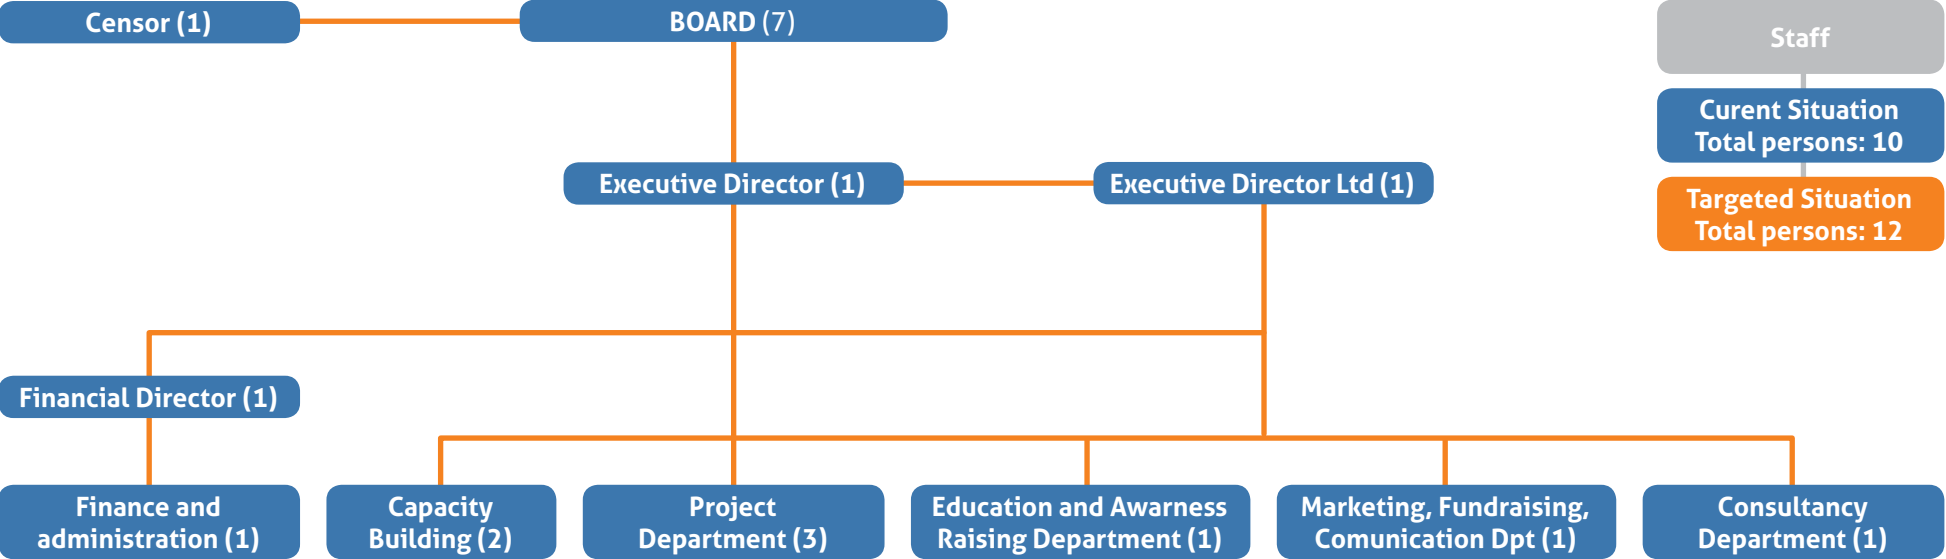 Censor (1)
BOARD (7)
Staff
Curent Situation
Total persons: 10
Executive Director (1)
Executive Director Ltd (1)
Targeted Situation
Total persons: 12
Financial Director (1)
Finance and
administration (1)
Capacity
Building (2)
Project
Department (3)
Education and Awarness
Raising Department (1)
Marketing, Fundraising,
Comunication Dpt (1)
Consultancy
Department (1)